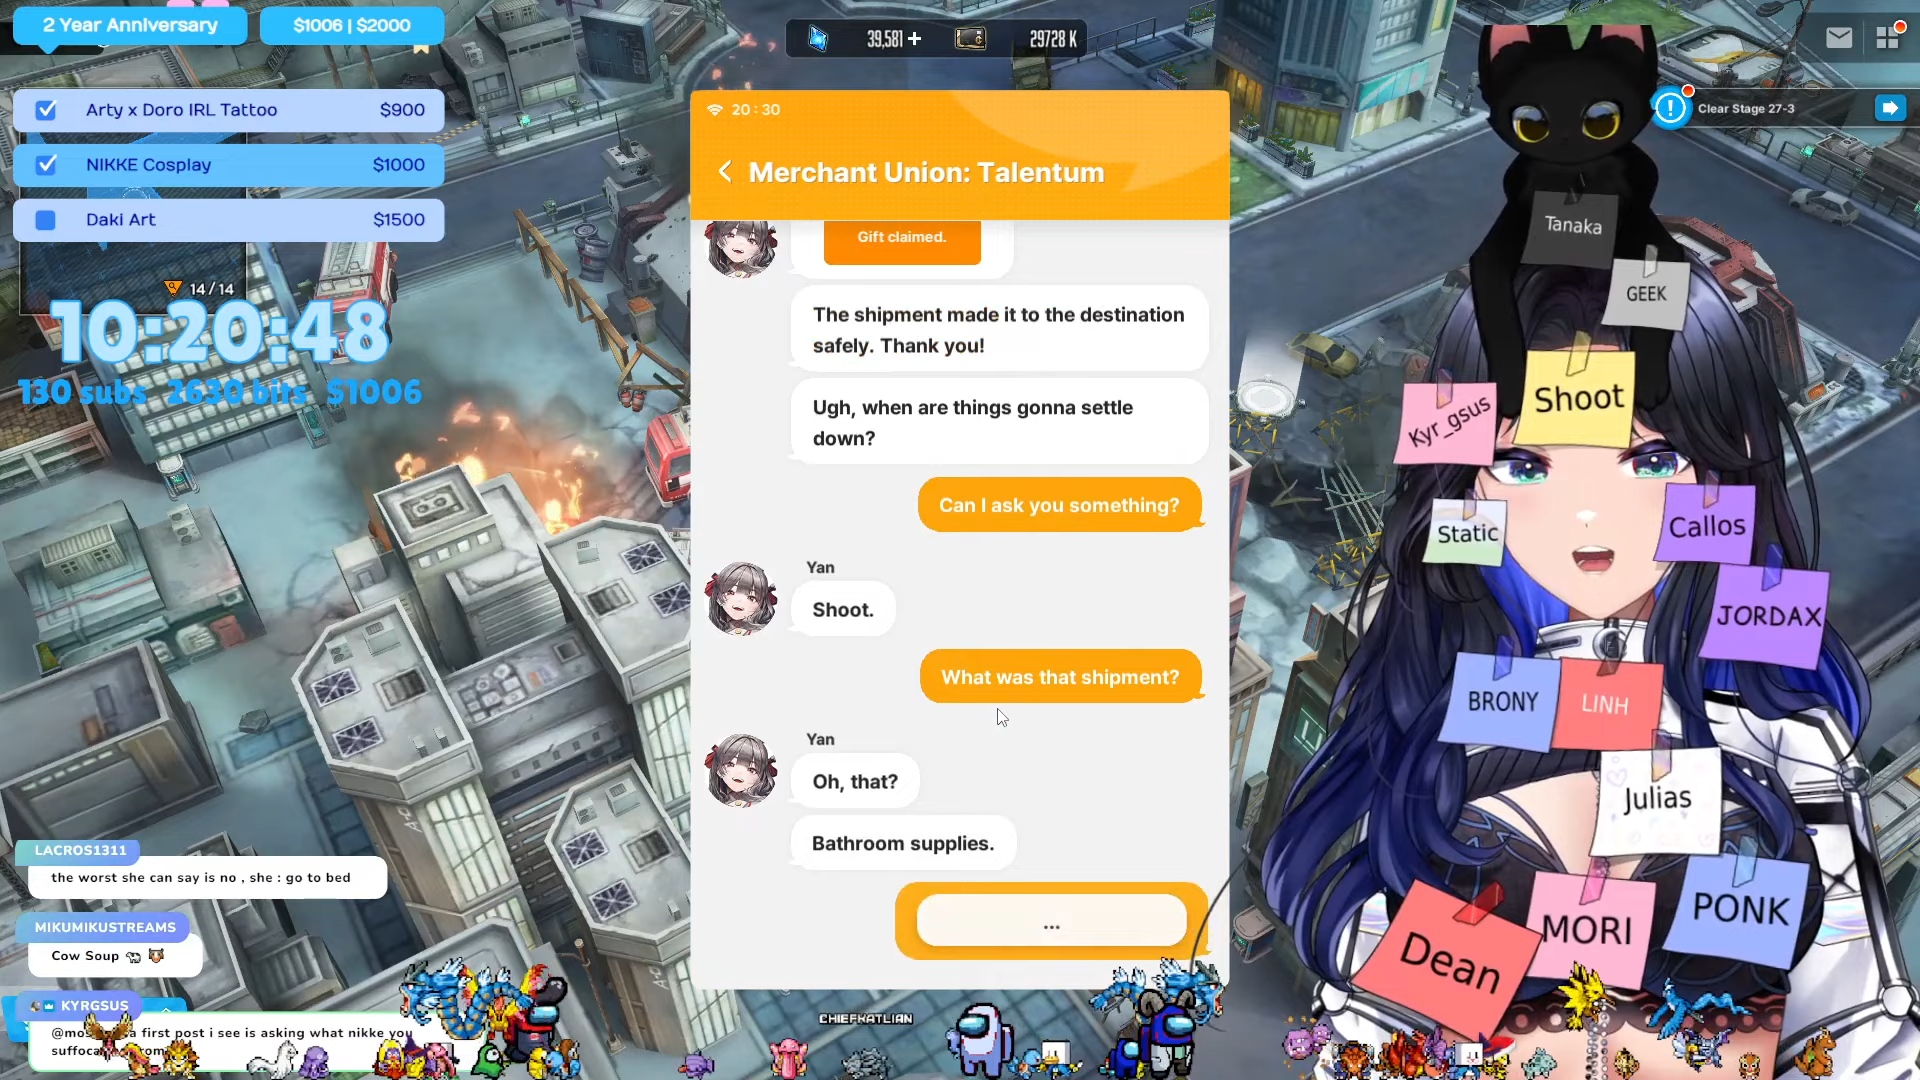 2 Year Anniversary
$1006 | $2000
Arty x Doro IRL Tattoo $900
NIKKE Cosplay $1000
Daki Art $1500
14/14
10:20:48
130 subs 2630 bits $1006
39,581 +
29728 K
Clear Stage 27-3
20:30
Merchant Union: Talentum
Gift claimed.
The shipment made it to the destination
safely. Thank you!
Ugh, when are things gonna settle
down?
Can I ask you something?
Yan
Shoot.
What was that shipment?
Yan
Oh, that?
Bathroom supplies.
...
Tanaka
GEEK
Shoot
Kyr_gsus
Static
Callos
JORDAX
BRONY
LINH
Julias
PONK
MORI
Dean
LACROS1311
the worst she can say is no , she : go to bed
MIKUMIKUSTREAMS
Cow Soup
KYRGSUS
first post i see is asking what nikke you
CHIEFKATLIAN